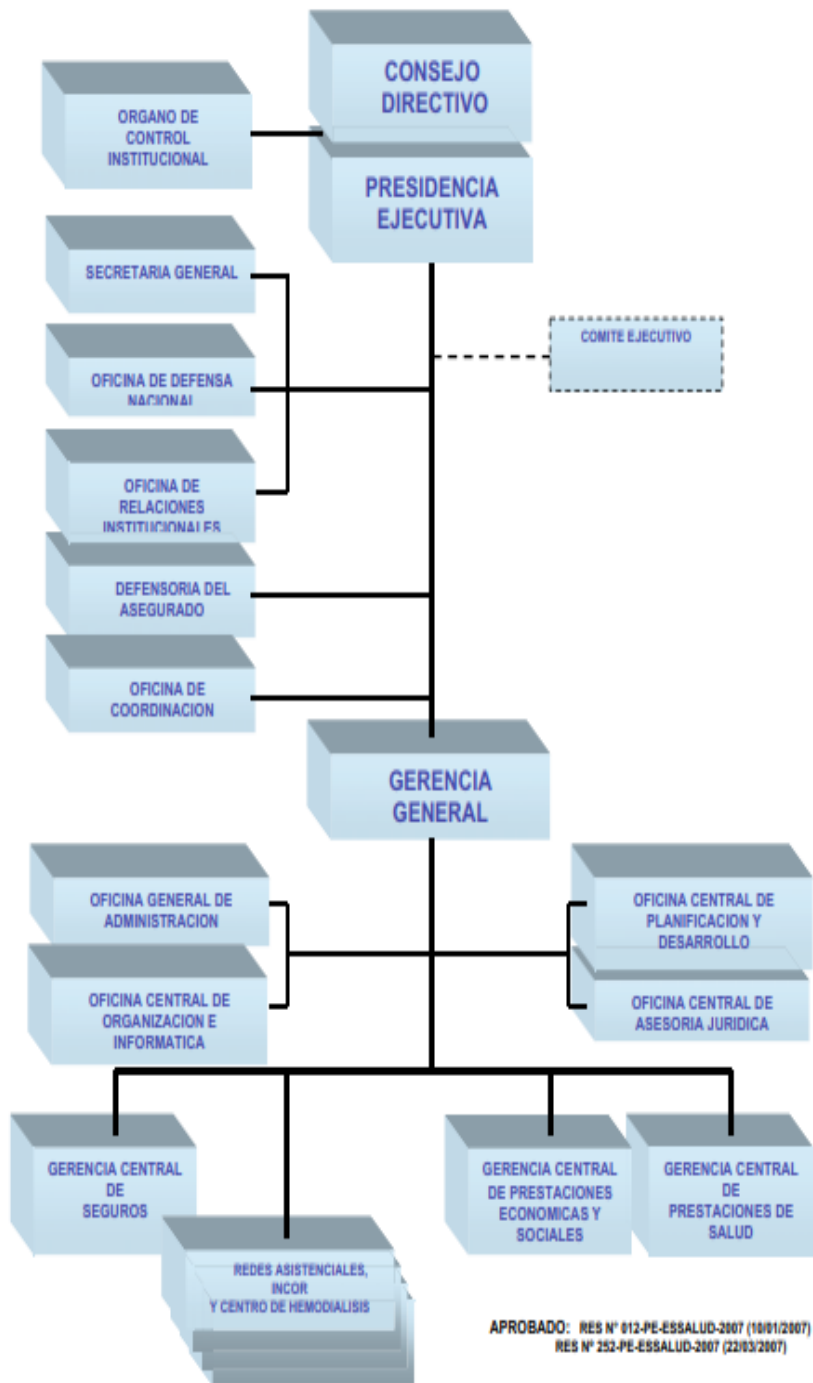 CONSEJO
DIRECTIVO
ORGANO DE
CONTROL
INSTITUCIONAL
PRESIDENCIA
EJECUTIVA
SECRETARIA GENERAL
COMITE EJECUTIVO
OFICINA DE DEFENSA
NACIONAL
OFICINA DE
RELACIONES
INSTITUCIONALES
DEFENSORIA DEL
ASEGURADO
OFICINA DE
COORDINACION
GERENCIA
GENERAL
OFICINA GENERAL DE
ADMINISTRACION
OFICINA CENTRAL DE
PLANIFICACION Y
DESARROLLO
OFICINA CENTRAL DE
ORGANIZACION E
INFORMATICA
OFICINA CENTRAL DE
ASESORIA JURIDICA
GERENCIA CENTRAL
DE
SEGUROS
REDES ASISTENCIALES,
INCOR
Y CENTRO DE HEMODIALISIS
GERENCIA CENTRAL
DE PRESTACIONES
ECONOMICAS Y
SOCIALES
GERENCIA CENTRAL
DE
PRESTACIONES DE
SALUD
APROBADO: RES N° 012-PE-ESSALUD-2007 (10/01/2007)
RES Nº 252-PE-ESSALUD-2007 (22/03/2007)